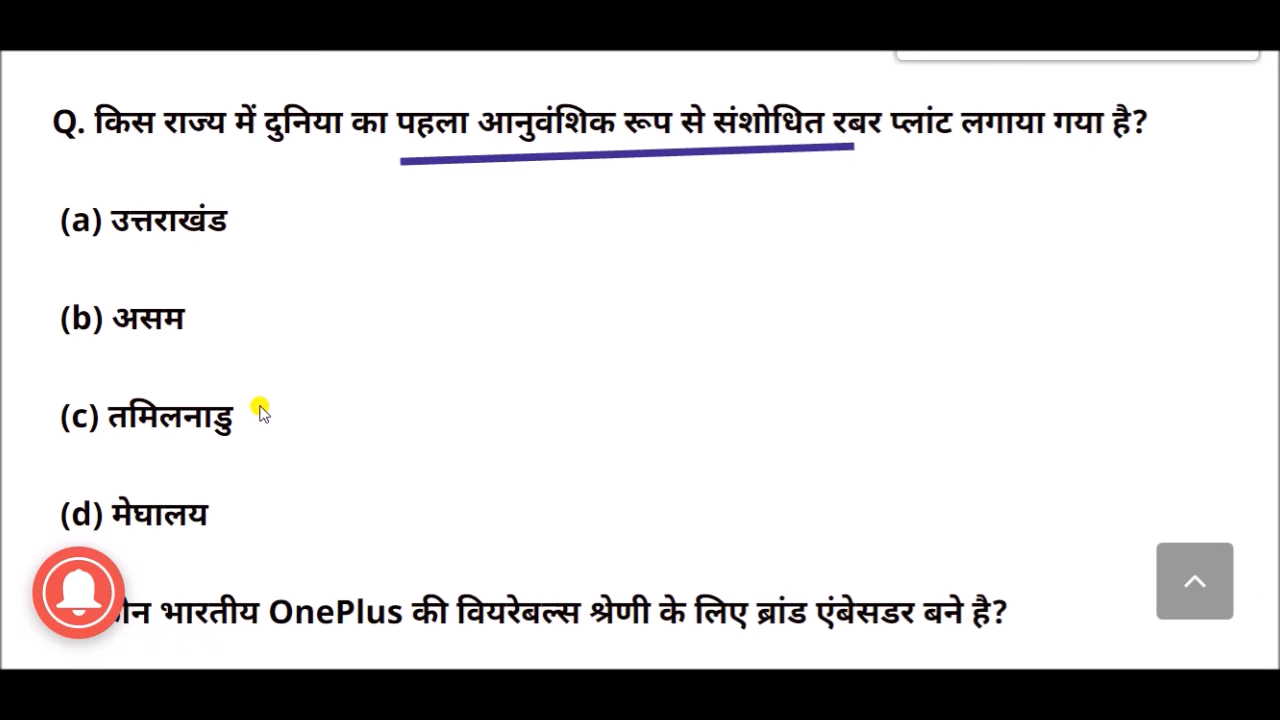 Q. किस राज्य में दुनिया का पहला आनुवंशिक रूप से संशोधित रबर प्लांट लगाया गया है?
(a) उत्तराखंड
(b) असम
(c) तमिलनाडु
(d) मेघालय
भारतीय OnePlus की वियरेबल्स श्रेणी के लिए ब्रांड एंबेसडर बने है?